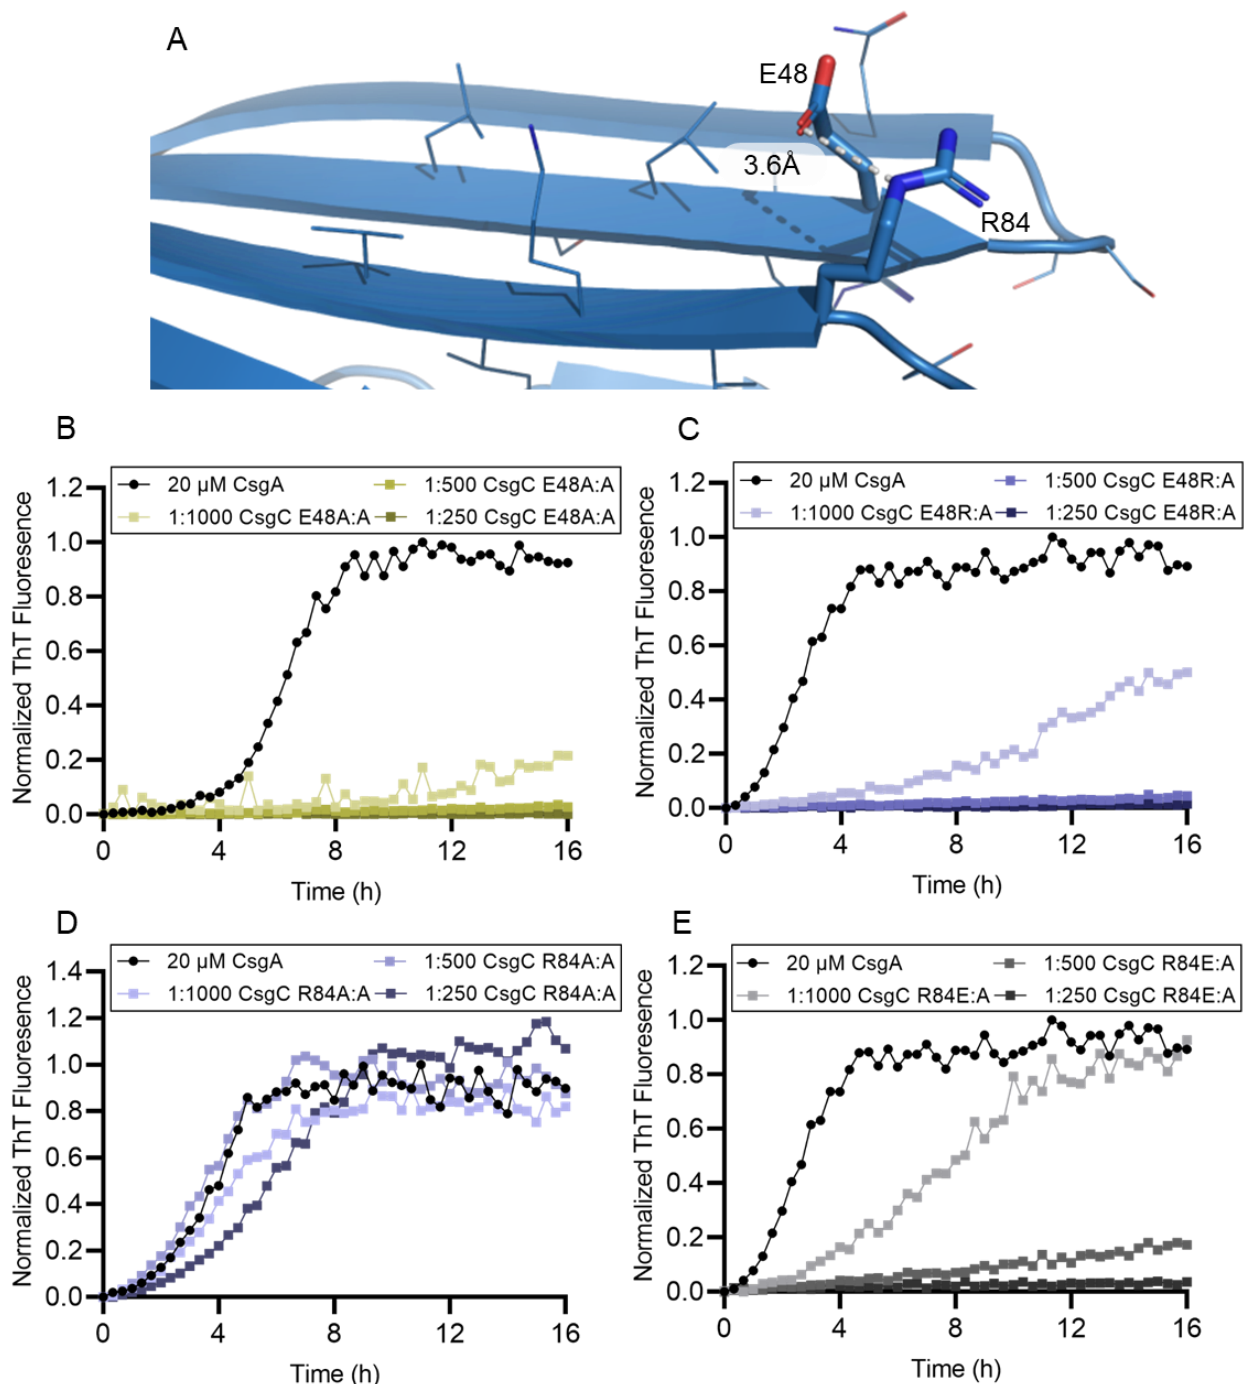 A
E48
3.6Å
R84
B
20 µM CsgA
1:500 CsgC E48A:A
1:1000 CsgC E48A:A
1:250 CsgC E48A:A
Normalized ThT Fluoresence
1.2
1.0
0.8
0.6
0.4
0.2
0.0
0 4 8 12 16
Time (h)
C
20 µM CsgA
1:500 CsgC E48R:A
1:1000 CsgC E48R:A
1:250 CsgC E48R:A
Normalized ThT Fluoresence
1.2
1.0
0.8
0.6
0.4
0.2
0.0
0 4 8 12 16
Time (h)
D
20 µM CsgA
1:500 CsgC R84A:A
1:1000 CsgC R84A:A
1:250 CsgC R84A:A
Normalized ThT Fluoresence
1.4
1.2
1.0
0.8
0.6
0.4
0.2
0.0
0 4 8 12 16
Time (h)
E
20 µM CsgA
1:500 CsgC R84E:A
1:1000 CsgC R84E:A
1:250 CsgC R84E:A
Normalized ThT Fluoresence
1.2
1.0
0.8
0.6
0.4
0.2
0.0
0 4 8 12 16
Time (h)